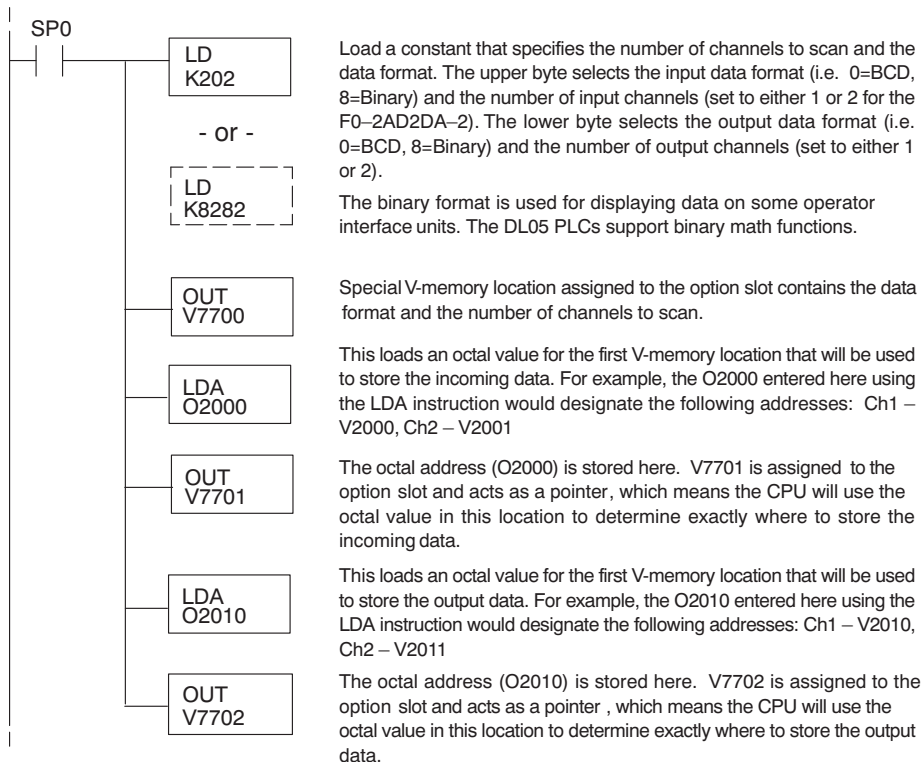 SP0
LD
K202
Load a constant that specifies the number of channels to scan and the
data format. The upper byte selects the input data format (i.e. 0=BCD,
8=Binary) and the number of input channels (set to either 1 or 2 for the
F0–2AD2DA–2). The lower byte selects the output data format (i.e.
0=BCD, 8=Binary) and the number of output channels (set to either 1
or 2).
- or -
LD
K8282
The binary format is used for displaying data on some operator
interface units. The DL05 PLCs support binary math functions.
OUT
V7700
Special V-memory location assigned to the option slot contains the data
format and the number of channels to scan.
LDA
O2000
This loads an octal value for the first V-memory location that will be used
to store the incoming data. For example, the O2000 entered here using
the LDA instruction would designate the following addresses: Ch1 –
V2000, Ch2 – V2001
OUT
V7701
The octal address (O2000) is stored here. V7701 is assigned to the
option slot and acts as a pointer, which means the CPU will use the
octal value in this location to determine exactly where to store the
incoming data.
LDA
O2010
This loads an octal value for the first V-memory location that will be used
to store the output data. For example, the O2010 entered here using the
LDA instruction would designate the following addresses: Ch1 – V2010,
Ch2 – V2011
OUT
V7702
The octal address (O2010) is stored here. V7702 is assigned to the
option slot and acts as a pointer , which means the CPU will use the
octal value in this location to determine exactly where to store the output
data.